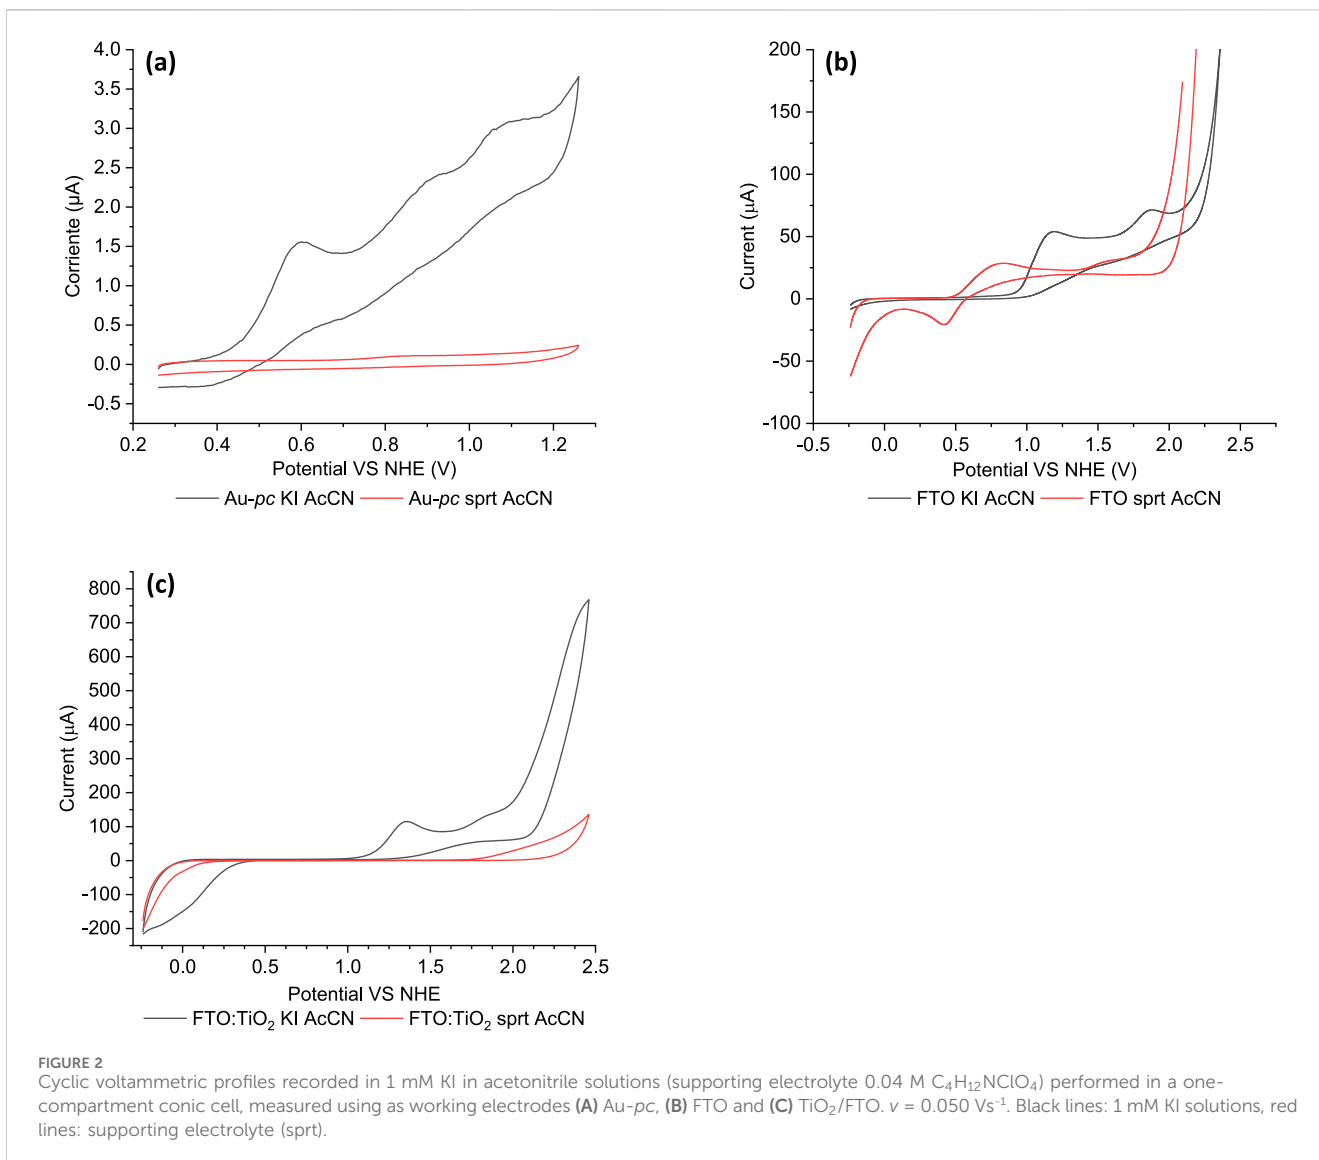 (a)
4.0
3.5
3.0
2.5
2.0
1.5
1.0
0.5
0.0
-0.5
Corriente (μA)
0.2 0.4 0.6 0.8 1.0 1.2
Potential VS NHE (V)
Au-pc KI AcCN Au-pc sprt AcCN
(b)
200
150
100
50
0
-50
-100
Current (μA)
-0.5 0.0 0.5 1.0 1.5 2.0 2.5
Potential VS NHE (V)
FTO KI AcCN FTO sprt AcCN
(c)
800
700
600
500
400
300
200
100
0
-100
-200
Current (μA)
0.0 0.5 1.0 1.5 2.0 2.5
Potential VS NHE
FTO:TiO₂ KI AcCN FTO:TiO₂ sprt AcCN
FIGURE 2
Cyclic voltammetric profiles recorded in 1 mM KI in acetonitrile solutions (supporting electrolyte 0.04 M C₄H₁₂NClO₄) performed in a one-
compartment conic cell, measured using as working electrodes (A) Au-pc, (B) FTO and (C) TiO₂/FTO. v = 0.050 Vs⁻¹. Black lines: 1 mM KI solutions, red
lines: supporting electrolyte (sprt).